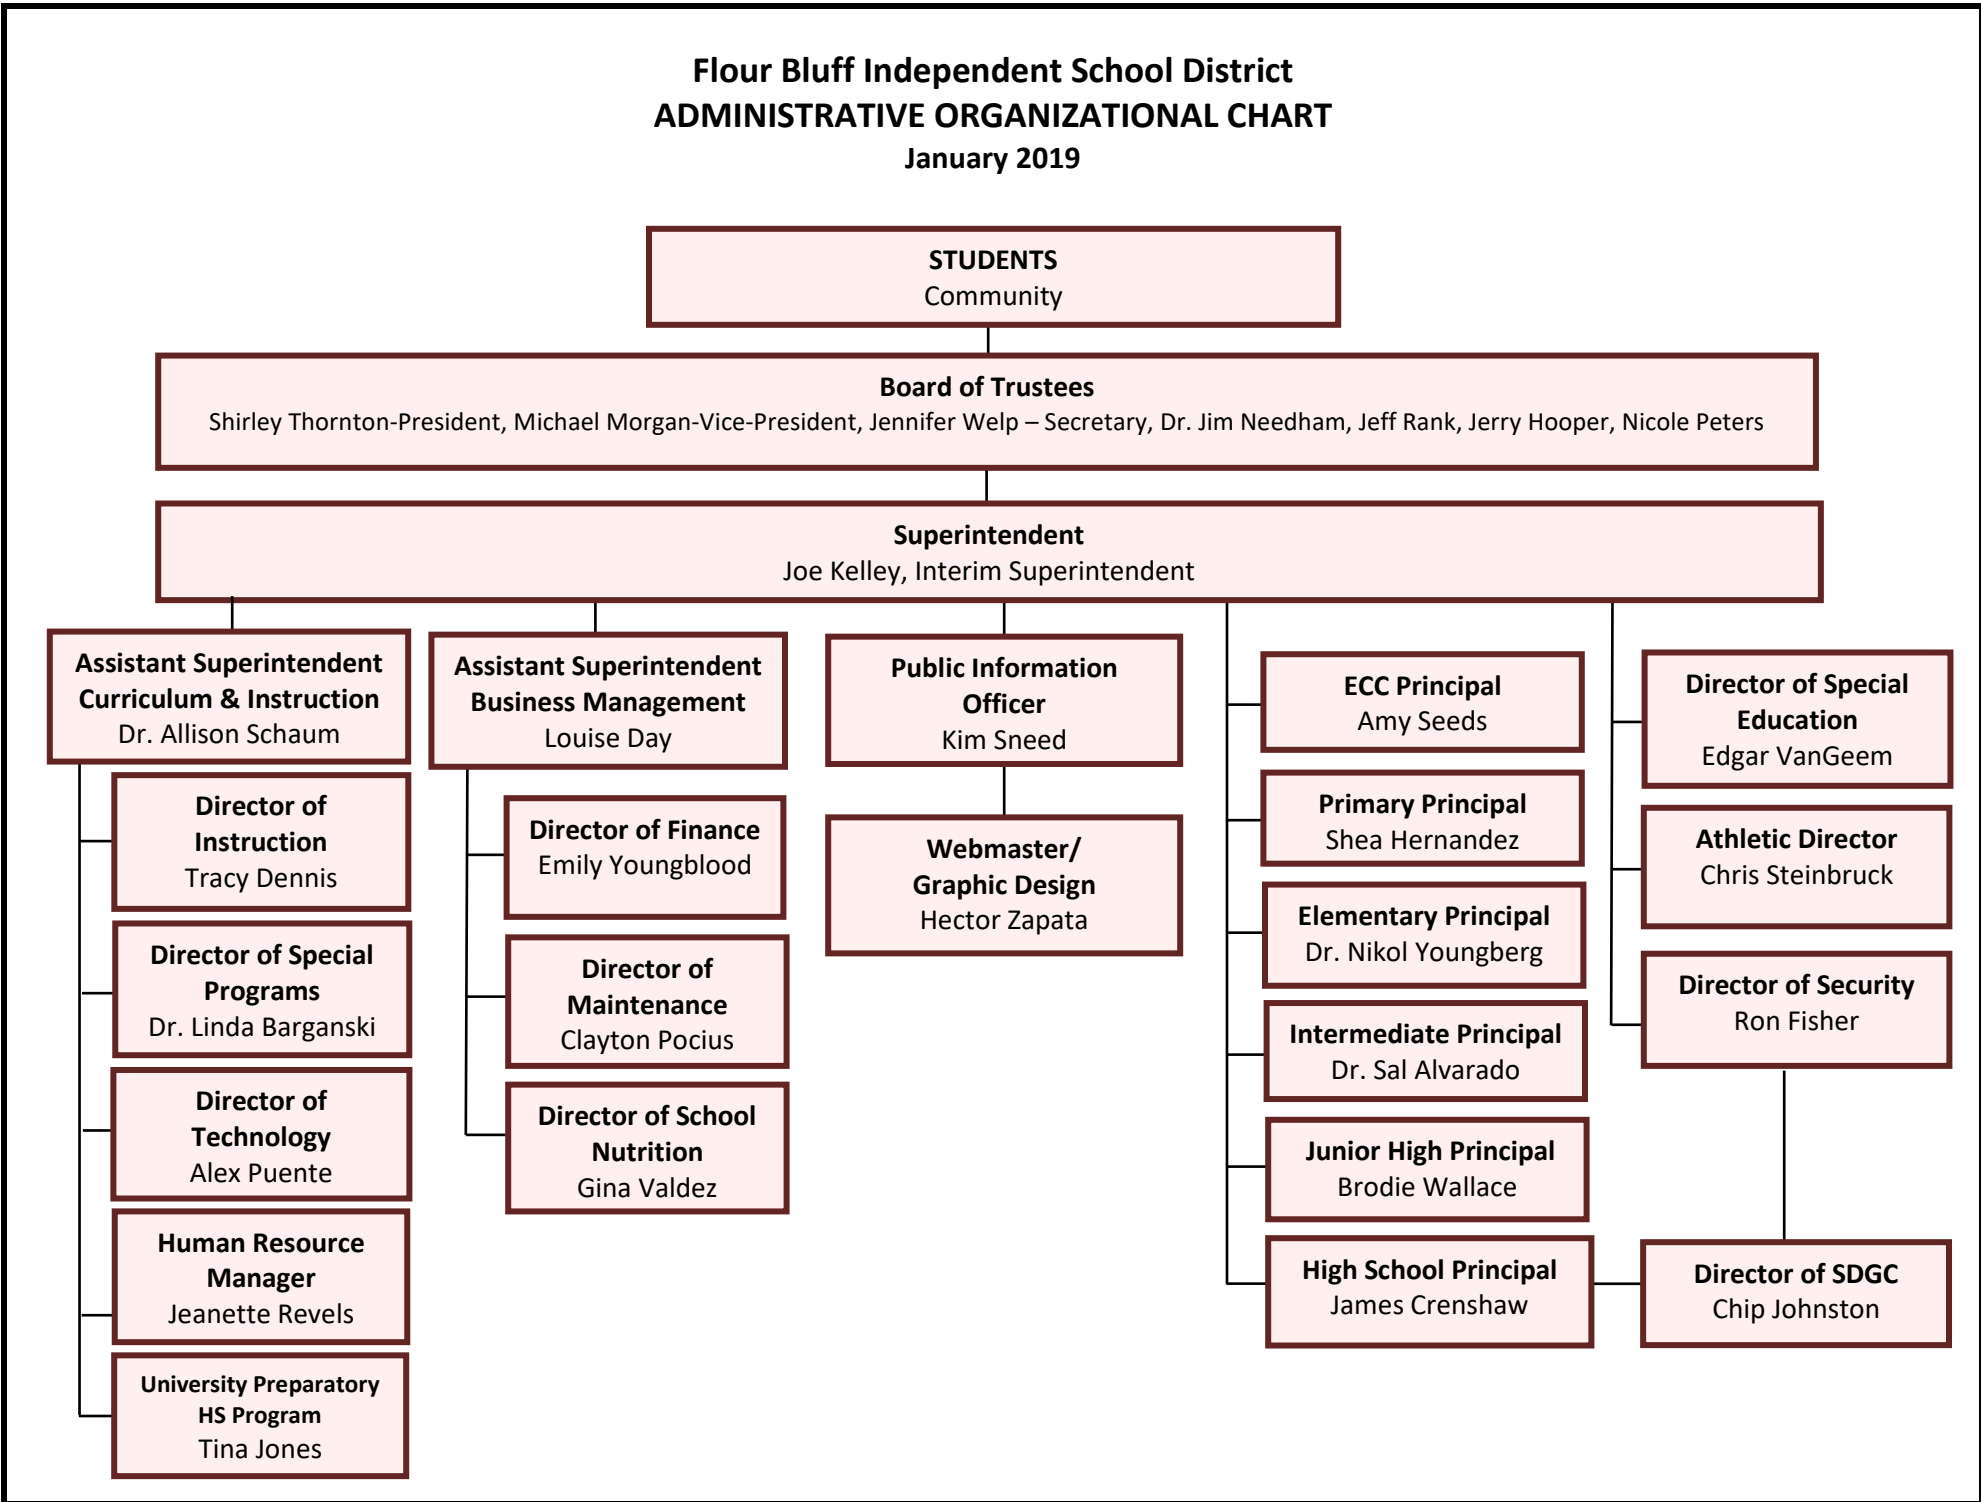 Flour Bluff Independent School District
ADMINISTRATIVE ORGANIZATIONAL CHART
January 2019
STUDENTS
Community
Board of Trustees
Shirley Thornton-President, Michael Morgan-Vice-President, Jennifer Welp – Secretary, Dr. Jim Needham, Jeff Rank, Jerry Hooper, Nicole Peters
Superintendent
Joe Kelley, Interim Superintendent
Assistant Superintendent
Curriculum & Instruction
Dr. Allison Schaum
Director of
Instruction
Tracy Dennis
Director of Special
Programs
Dr. Linda Barganski
Director of
Technology
Alex Puente
Human Resource
Manager
Jeanette Revels
University Preparatory
HS Program
Tina Jones
Assistant Superintendent
Business Management
Louise Day
Director of Finance
Emily Youngblood
Director of
Maintenance
Clayton Pocius
Director of School
Nutrition
Gina Valdez
Public Information
Officer
Kim Sneed
Webmaster/
Graphic Design
Hector Zapata
ECC Principal
Amy Seeds
Primary Principal
Shea Hernandez
Elementary Principal
Dr. Nikol Youngberg
Intermediate Principal
Dr. Sal Alvarado
Junior High Principal
Brodie Wallace
High School Principal
James Crenshaw
Director of Special
Education
Edgar VanGeem
Athletic Director
Chris Steinbruck
Director of Security
Ron Fisher
Director of SDGC
Chip Johnston